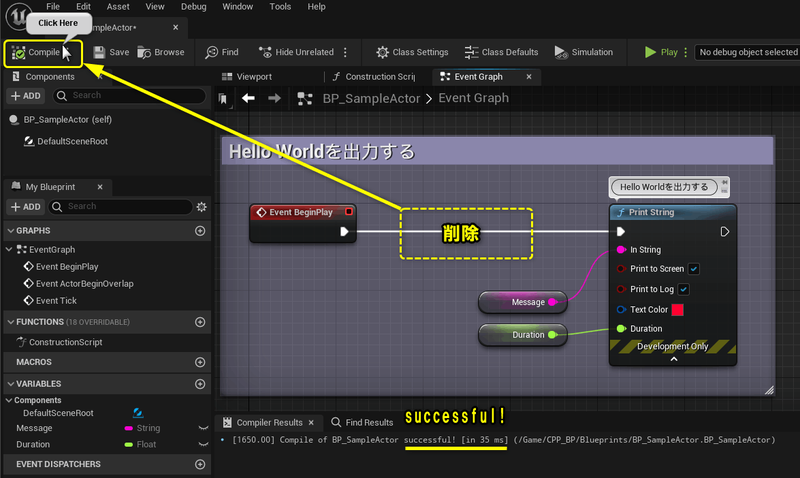 File Edit View Debug Window Tools Help
Click Here
mpleActor*
Compile Save Browse Find Hide Unrelated Class Settings Class Defaults Simulation Play No debug object selected
Components
Viewport Construction Scrip Event Graph
ADD Search
BP_SampleActor > Event Graph
BP_SampleActor (self)
DefaultSceneRoot
My Blueprint
ADD Search
GRAPHS
EventGraph
Event BeginPlay
Event ActorBeginOverlap
Event Tick
FUNCTIONS (18 OVERRIDABLE)
ConstructionScript
MACROS
VARIABLES
Components
DefaultSceneRoot
Message String
Duration Float
EVENT DISPATCHERS
Hello Worldを出力する
Hello Worldを出力する
Event BeginPlay
削除
Print String
In String
Print to Screen
Print to Log
Text Color
Duration
Development Only
Message
Duration
Compiler Results Find Results
successful!
[1650.00] Compile of BP_SampleActor successful! [in 35 ms] (/Game/CPP_BP/Blueprints/BP_SampleActor.BP_SampleActor)